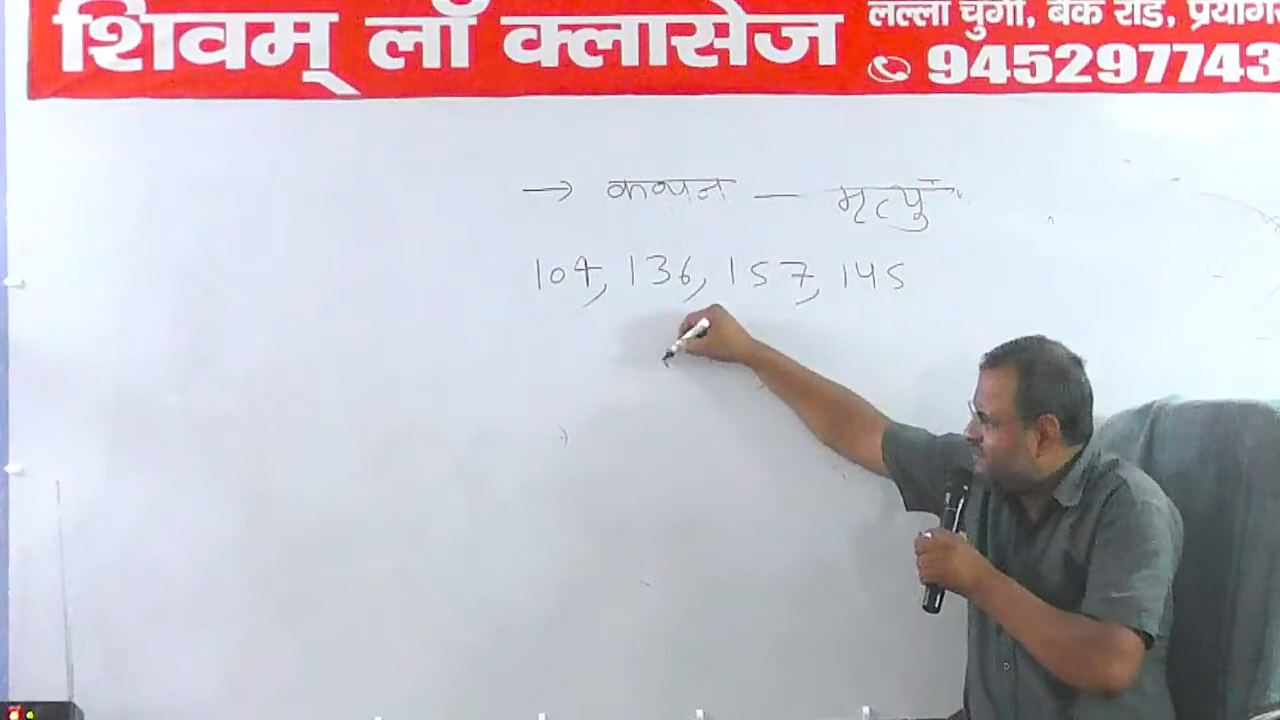 शिवम् लॉ क्लासेज
लल्ला चुंगी, बैंक रोड, प्रयाग
945297743
→ कथन — मृत्यु
104, 136, 157, 145